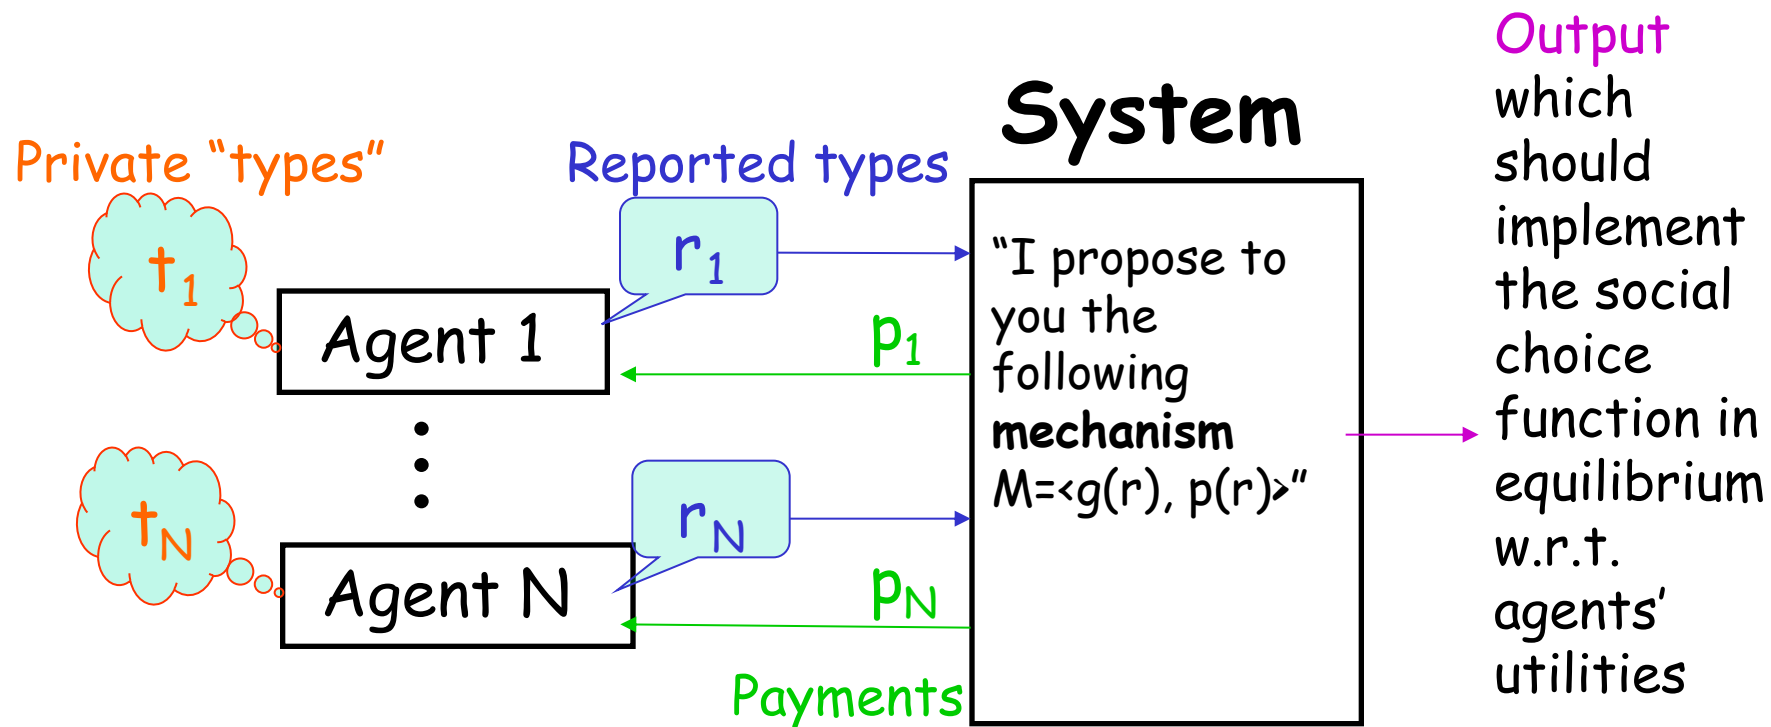 Private “types”
t1
Agent 1
tN
Agent N
Reported types
r1
p1
rN
pN
Payments
System
“I propose to
you the
following
mechanism
M=<g(r), p(r)>”
Output
which
should
implement
the social
choice
function in
equilibrium
w.r.t.
agents’
utilities